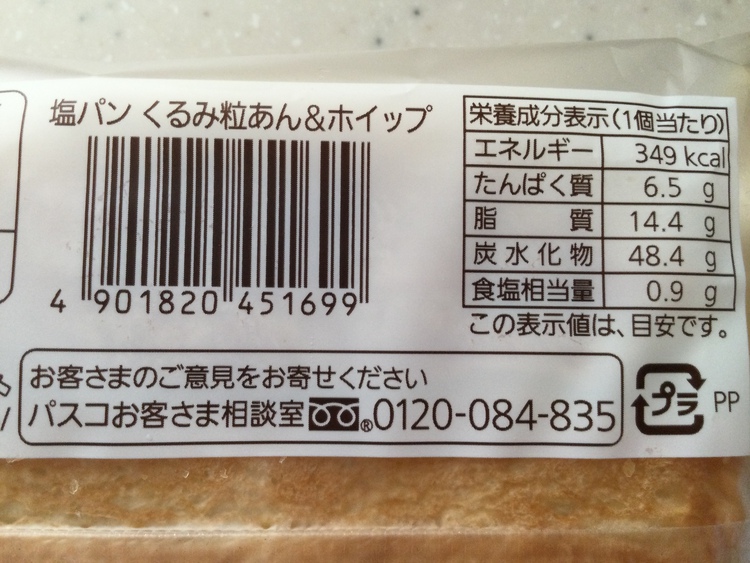 塩パン くるみ粒あん&ホイップ
4 901820 451699
栄養成分表示(1個当たり)
エネルギー 349 kcal
たんぱく質 6.5 g
脂質 14.4 g
炭水化物 48.4 g
食塩相当量 0.9 g
この表示値は、目安です。
お客さまのご意見をお寄せください
パスコお客さま相談室 ® 0120-084-835
プラ PP